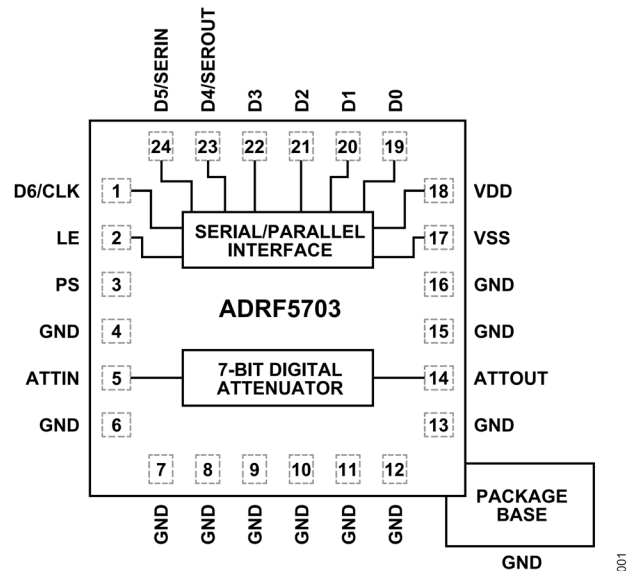 D5/SERIN
D4/SEROUT
D3
D2
D1
D0
24
23
22
21
20
19
D6/CLK
1
18
VDD
SERIAL/PARALLEL
INTERFACE
LE
2
17
VSS
PS
3
16
GND
ADRF5703
GND
4
15
GND
7-BIT DIGITAL
ATTENUATOR
ATTIN
5
14
ATTOUT
GND
6
13
GND
7
8
9
10
11
12
GND
GND
GND
GND
GND
GND
PACKAGE
BASE
GND
001